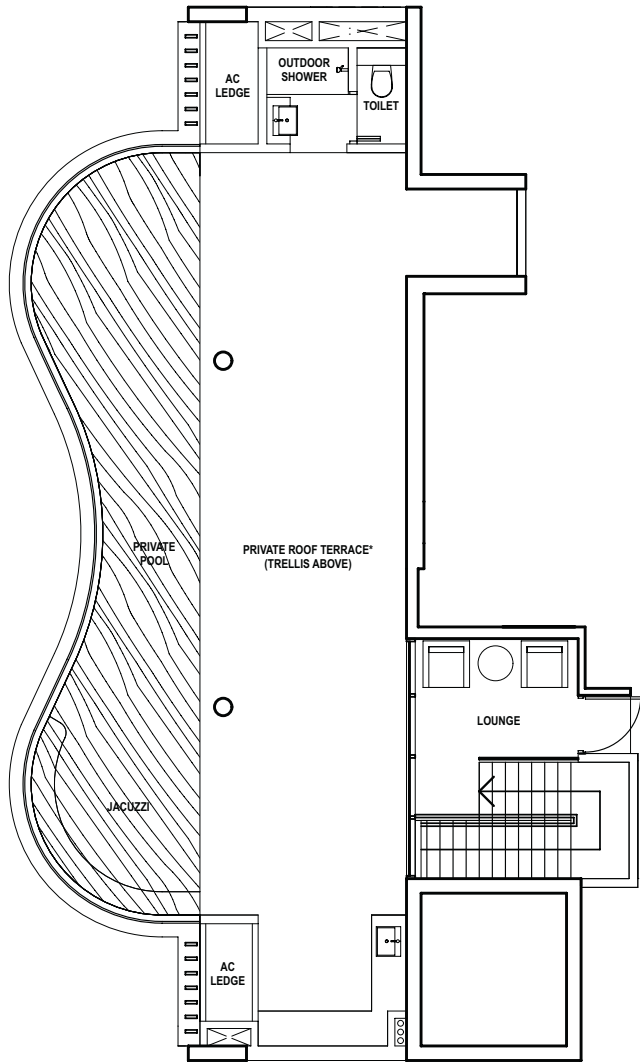 AC
LEDGE
OUTDOOR
SHOWER
TOILET
PRIVATE
POOL
PRIVATE ROOF TERRACE*
(TRELLIS ABOVE)
LOUNGE
JACUZZI
AC
LEDGE